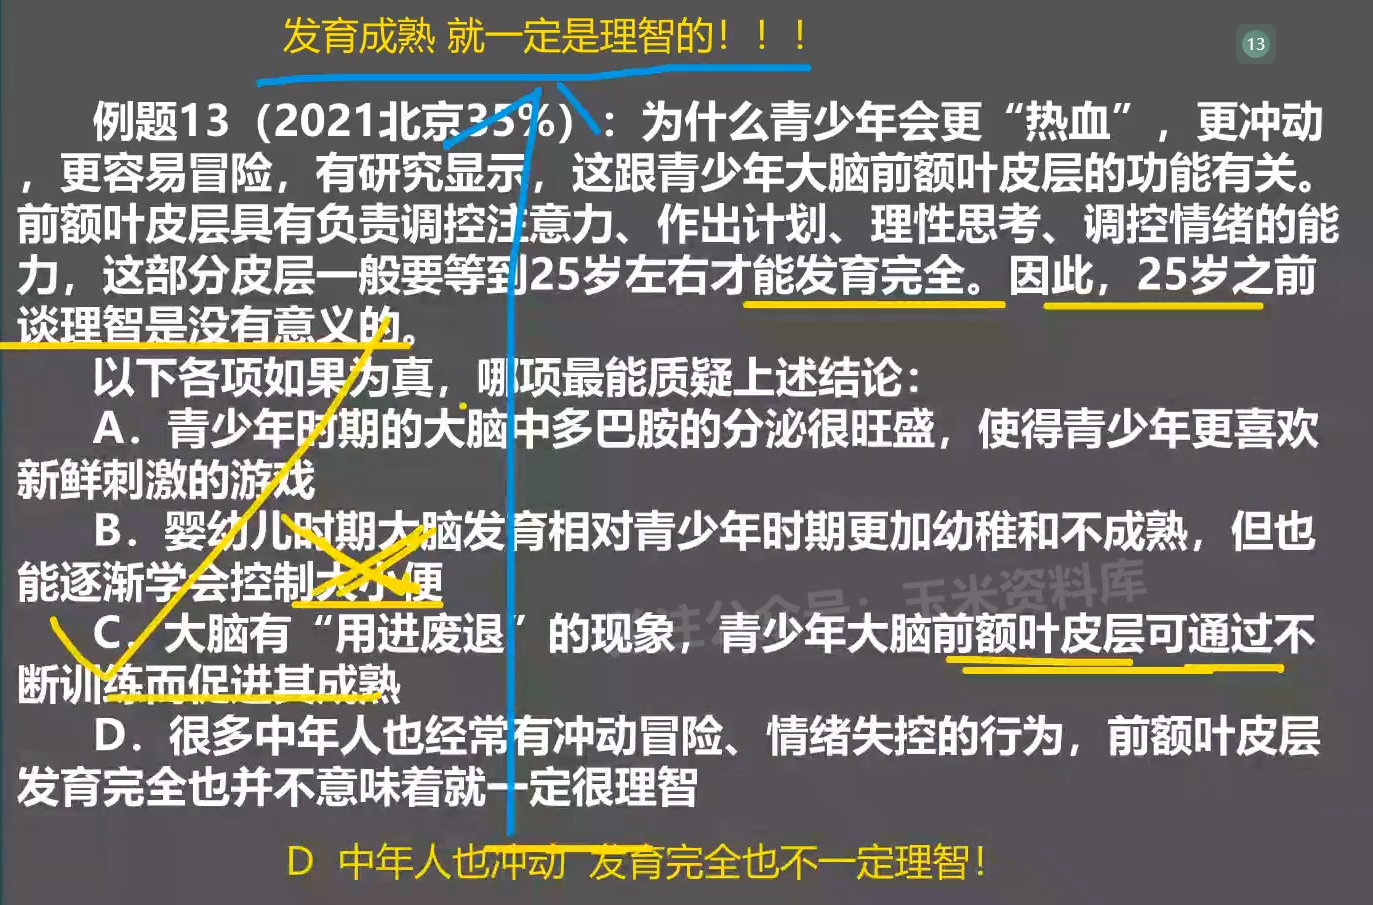 发育成熟 就一定是理智的！！！
13
例题13（2021北京35%）：为什么青少年会更“热血”，更冲动
，更容易冒险，有研究显示，这跟青少年大脑前额叶皮层的功能有关。
前额叶皮层具有负责调控注意力、作出计划、理性思考、调控情绪的能
力，这部分皮层一般要等到25岁左右才能发育完全。因此，25岁之前
谈理智是没有意义的。
以下各项如果为真，哪项最能质疑上述结论：
A．青少年时期的大脑中多巴胺的分泌很旺盛，使得青少年更喜欢
新鲜刺激的游戏
B．婴幼儿时期大脑发育相对青少年时期更加幼稚和不成熟，但也
能逐渐学会控制大小便
公众号：玉米资料库
C．大脑有“用进废退”的现象，青少年大脑前额叶皮层可通过不
断训练而促进其成熟
D．很多中年人也经常有冲动冒险、情绪失控的行为，前额叶皮层
发育完全也并不意味着就一定很理智
D 中年人也冲动 发育完全也不一定理智！